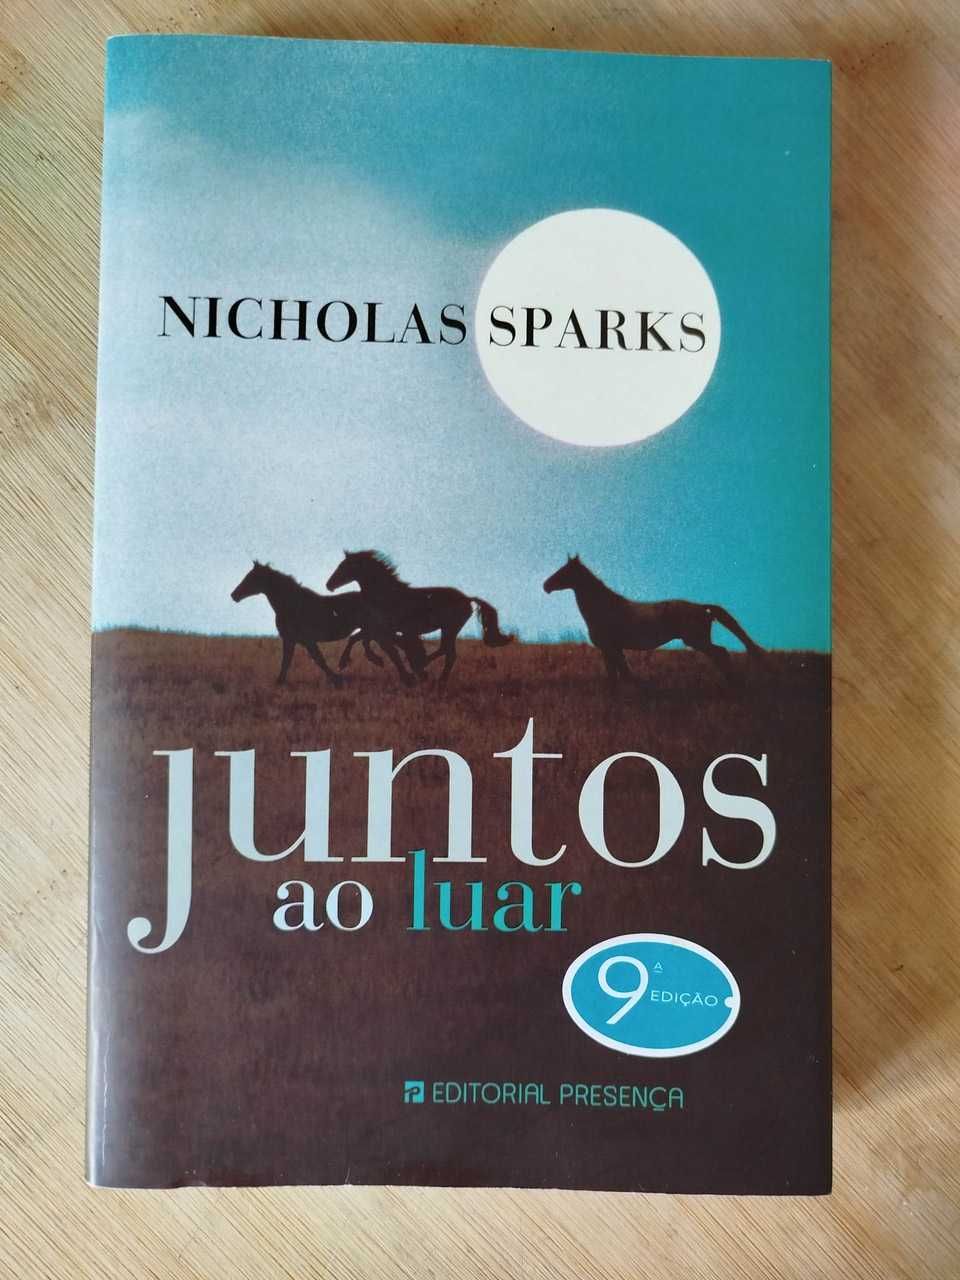 NICHOLAS SPARKS
juntos
ao luar
9ª EDIÇÃO
EDITORIAL PRESENÇA